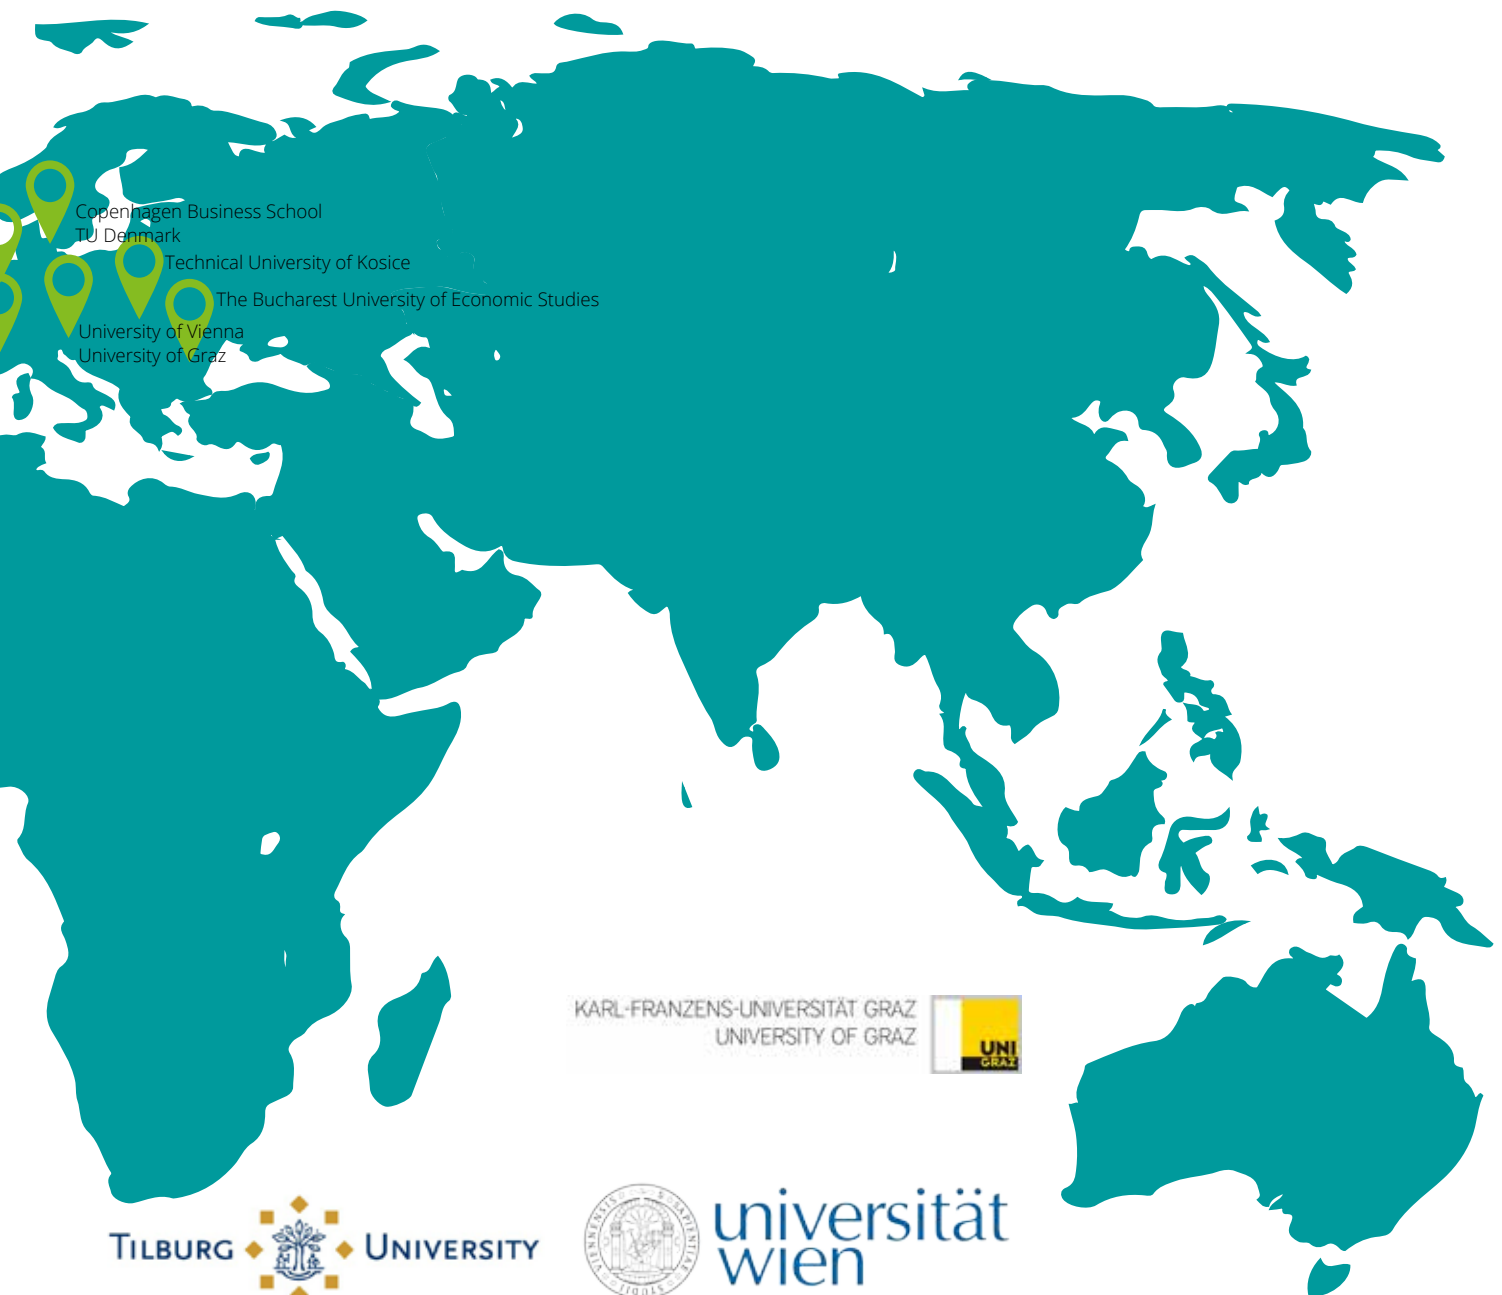 Copenhagen Business School
TU Denmark
Technical University of Kosice
The Bucharest University of Economic Studies
University of Vienna
University of Graz
KARL-FRANZENS-UNIVERSITÄT GRAZ
UNIVERSITY OF GRAZ
UNI
GRAZ
TILBURG UNIVERSITY
universität
wien